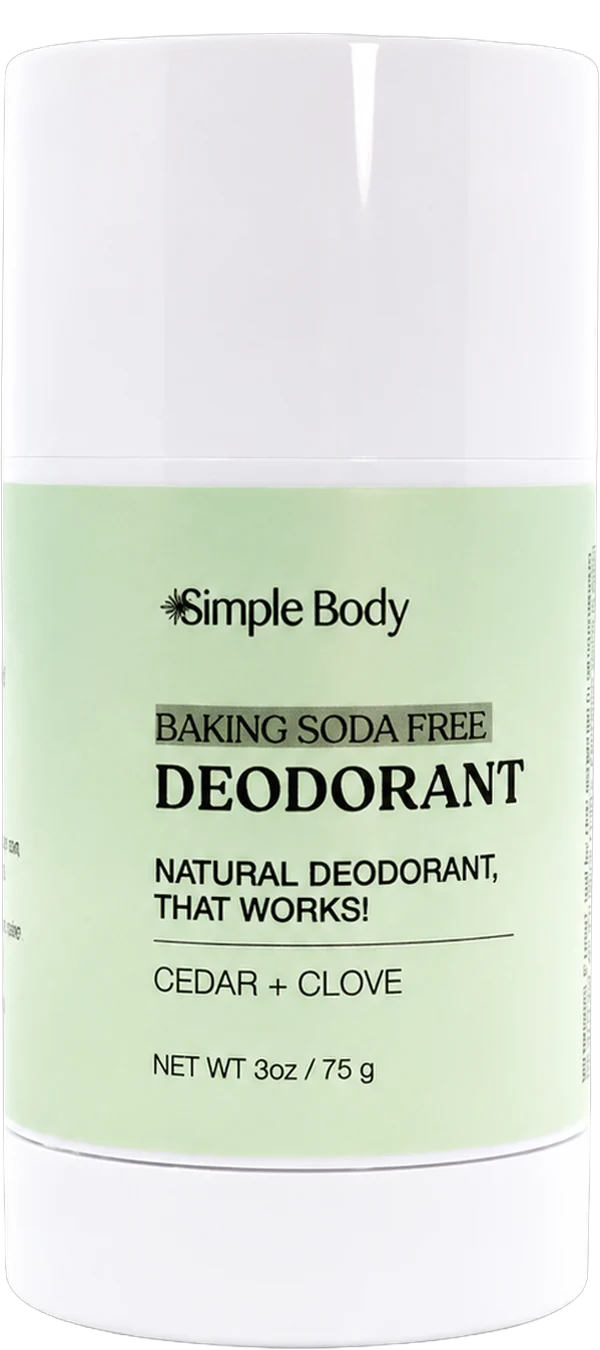 Simple Body
BAKING SODA FREE
DEODORANT
NATURAL DEODORANT,
THAT WORKS!
CEDAR + CLOVE
NET WT 3oz / 75 g